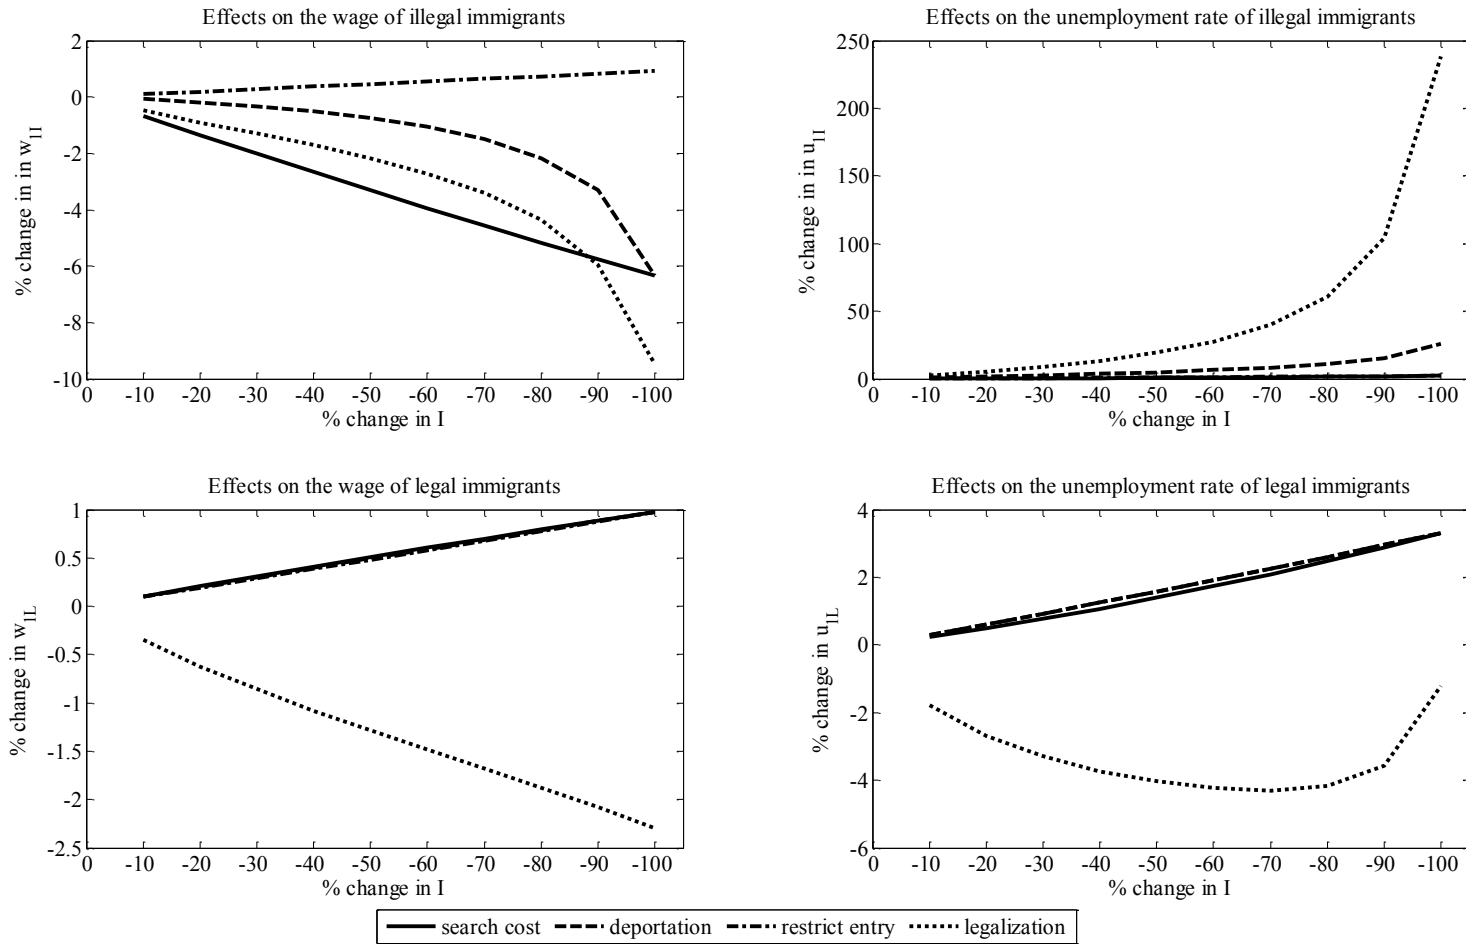 Effects on the wage of illegal immigrants
2
0
-2
-4
-6
-8
-10
% change in in w1I
0 -10 -20 -30 -40 -50 -60 -70 -80 -90 -100
% change in I
Effects on the unemployment rate of illegal immigrants
250
200
150
100
50
0
% change in in u1I
0 -10 -20 -30 -40 -50 -60 -70 -80 -90 -100
% change in I
Effects on the wage of legal immigrants
1
0.5
0
-0.5
-1
-1.5
-2
-2.5
% change in w1L
0 -10 -20 -30 -40 -50 -60 -70 -80 -90 -100
% change in I
Effects on the unemployment rate of legal immigrants
4
2
0
-2
-4
-6
% change in u1L
0 -10 -20 -30 -40 -50 -60 -70 -80 -90 -100
% change in I
search cost deportation restrict entry legalization